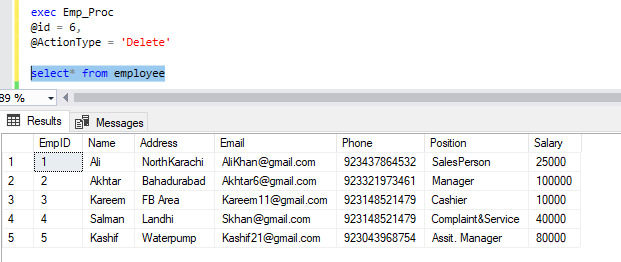 exec Emp_Proc
@id = 6,
@ActionType = 'Delete'
select* from employee
89 %
Results Messages
EmpID Name Address Email Phone Position Salary
1 1 Ali NorthKarachi AliKhan@gmail.com 923437864532 SalesPerson 25000
2 2 Akhtar Bahadurabad Akhtar6@gmail.com 923321973461 Manager 100000
3 3 Kareem FB Area Kareem11@gmail.com 923148521479 Cashier 10000
4 4 Salman Landhi Skhan@gmail.com 923148521479 Complaint&Service 40000
5 5 Kashif Waterpump Kashif21@gmail.com 923043968754 Assit. Manager 80000